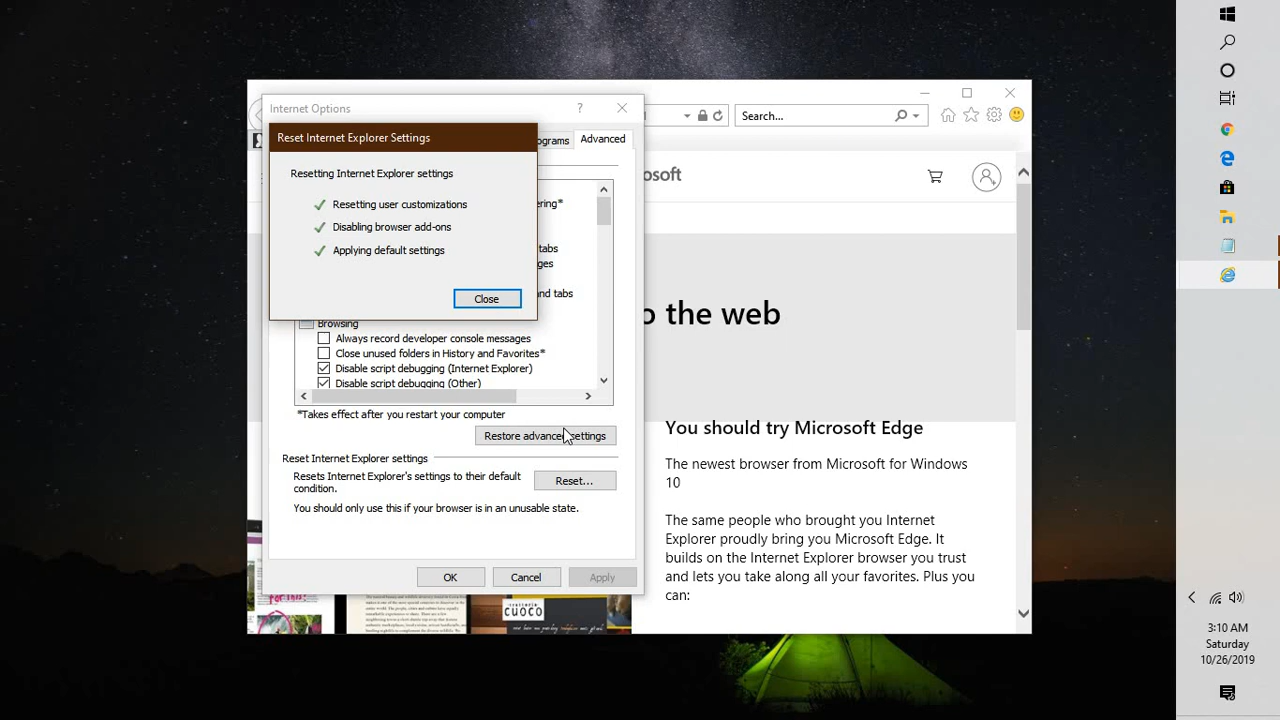 Internet Options
?
Search...
Reset Internet Explorer Settings
ograms
Advanced
Resetting Internet Explorer settings
Resetting user customizations
Disabling browser add-ons
Applying default settings
Close
ering*
tabs
ges
and tabs
Browsing
Always record developer console messages
Close unused folders in History and Favorites*
Disable script debugging (Internet Explorer)
Disable script debugging (Other)
*Takes effect after you restart your computer
Restore advanced settings
Reset Internet Explorer settings
Resets Internet Explorer's settings to their default
condition.
Reset...
You should only use this if your browser is in an unusable state.
OK
Cancel
Apply
osoft
o the web
You should try Microsoft Edge
The newest browser from Microsoft for Windows
10
The same people who brought you Internet
Explorer proudly bring you Microsoft Edge. It
builds on the Internet Explorer browser you trust
and lets you take along all your favorites. Plus you
can:
CUOCO
3:10 AM
Saturday
10/26/2019